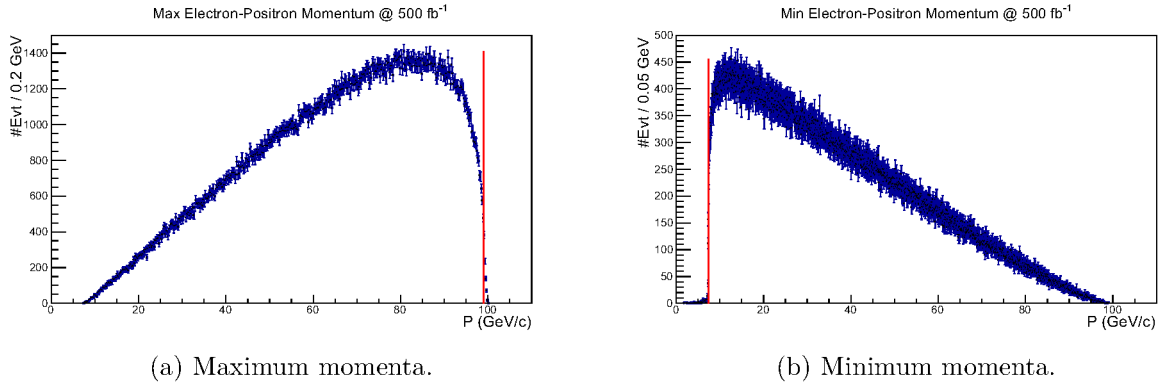 Max Electron-Positron Momentum @ 500 fb⁻¹
#Evt / 0.2 GeV
1400
1200
1000
800
600
400
200
0
0 20 40 60 80 100
P (GeV/c)
(a) Maximum momenta.
Min Electron-Positron Momentum @ 500 fb⁻¹
#Evt / 0.05 GeV
500
450
400
350
300
250
200
150
100
50
0
0 20 40 60 80 100
P (GeV/c)
(b) Minimum momenta.